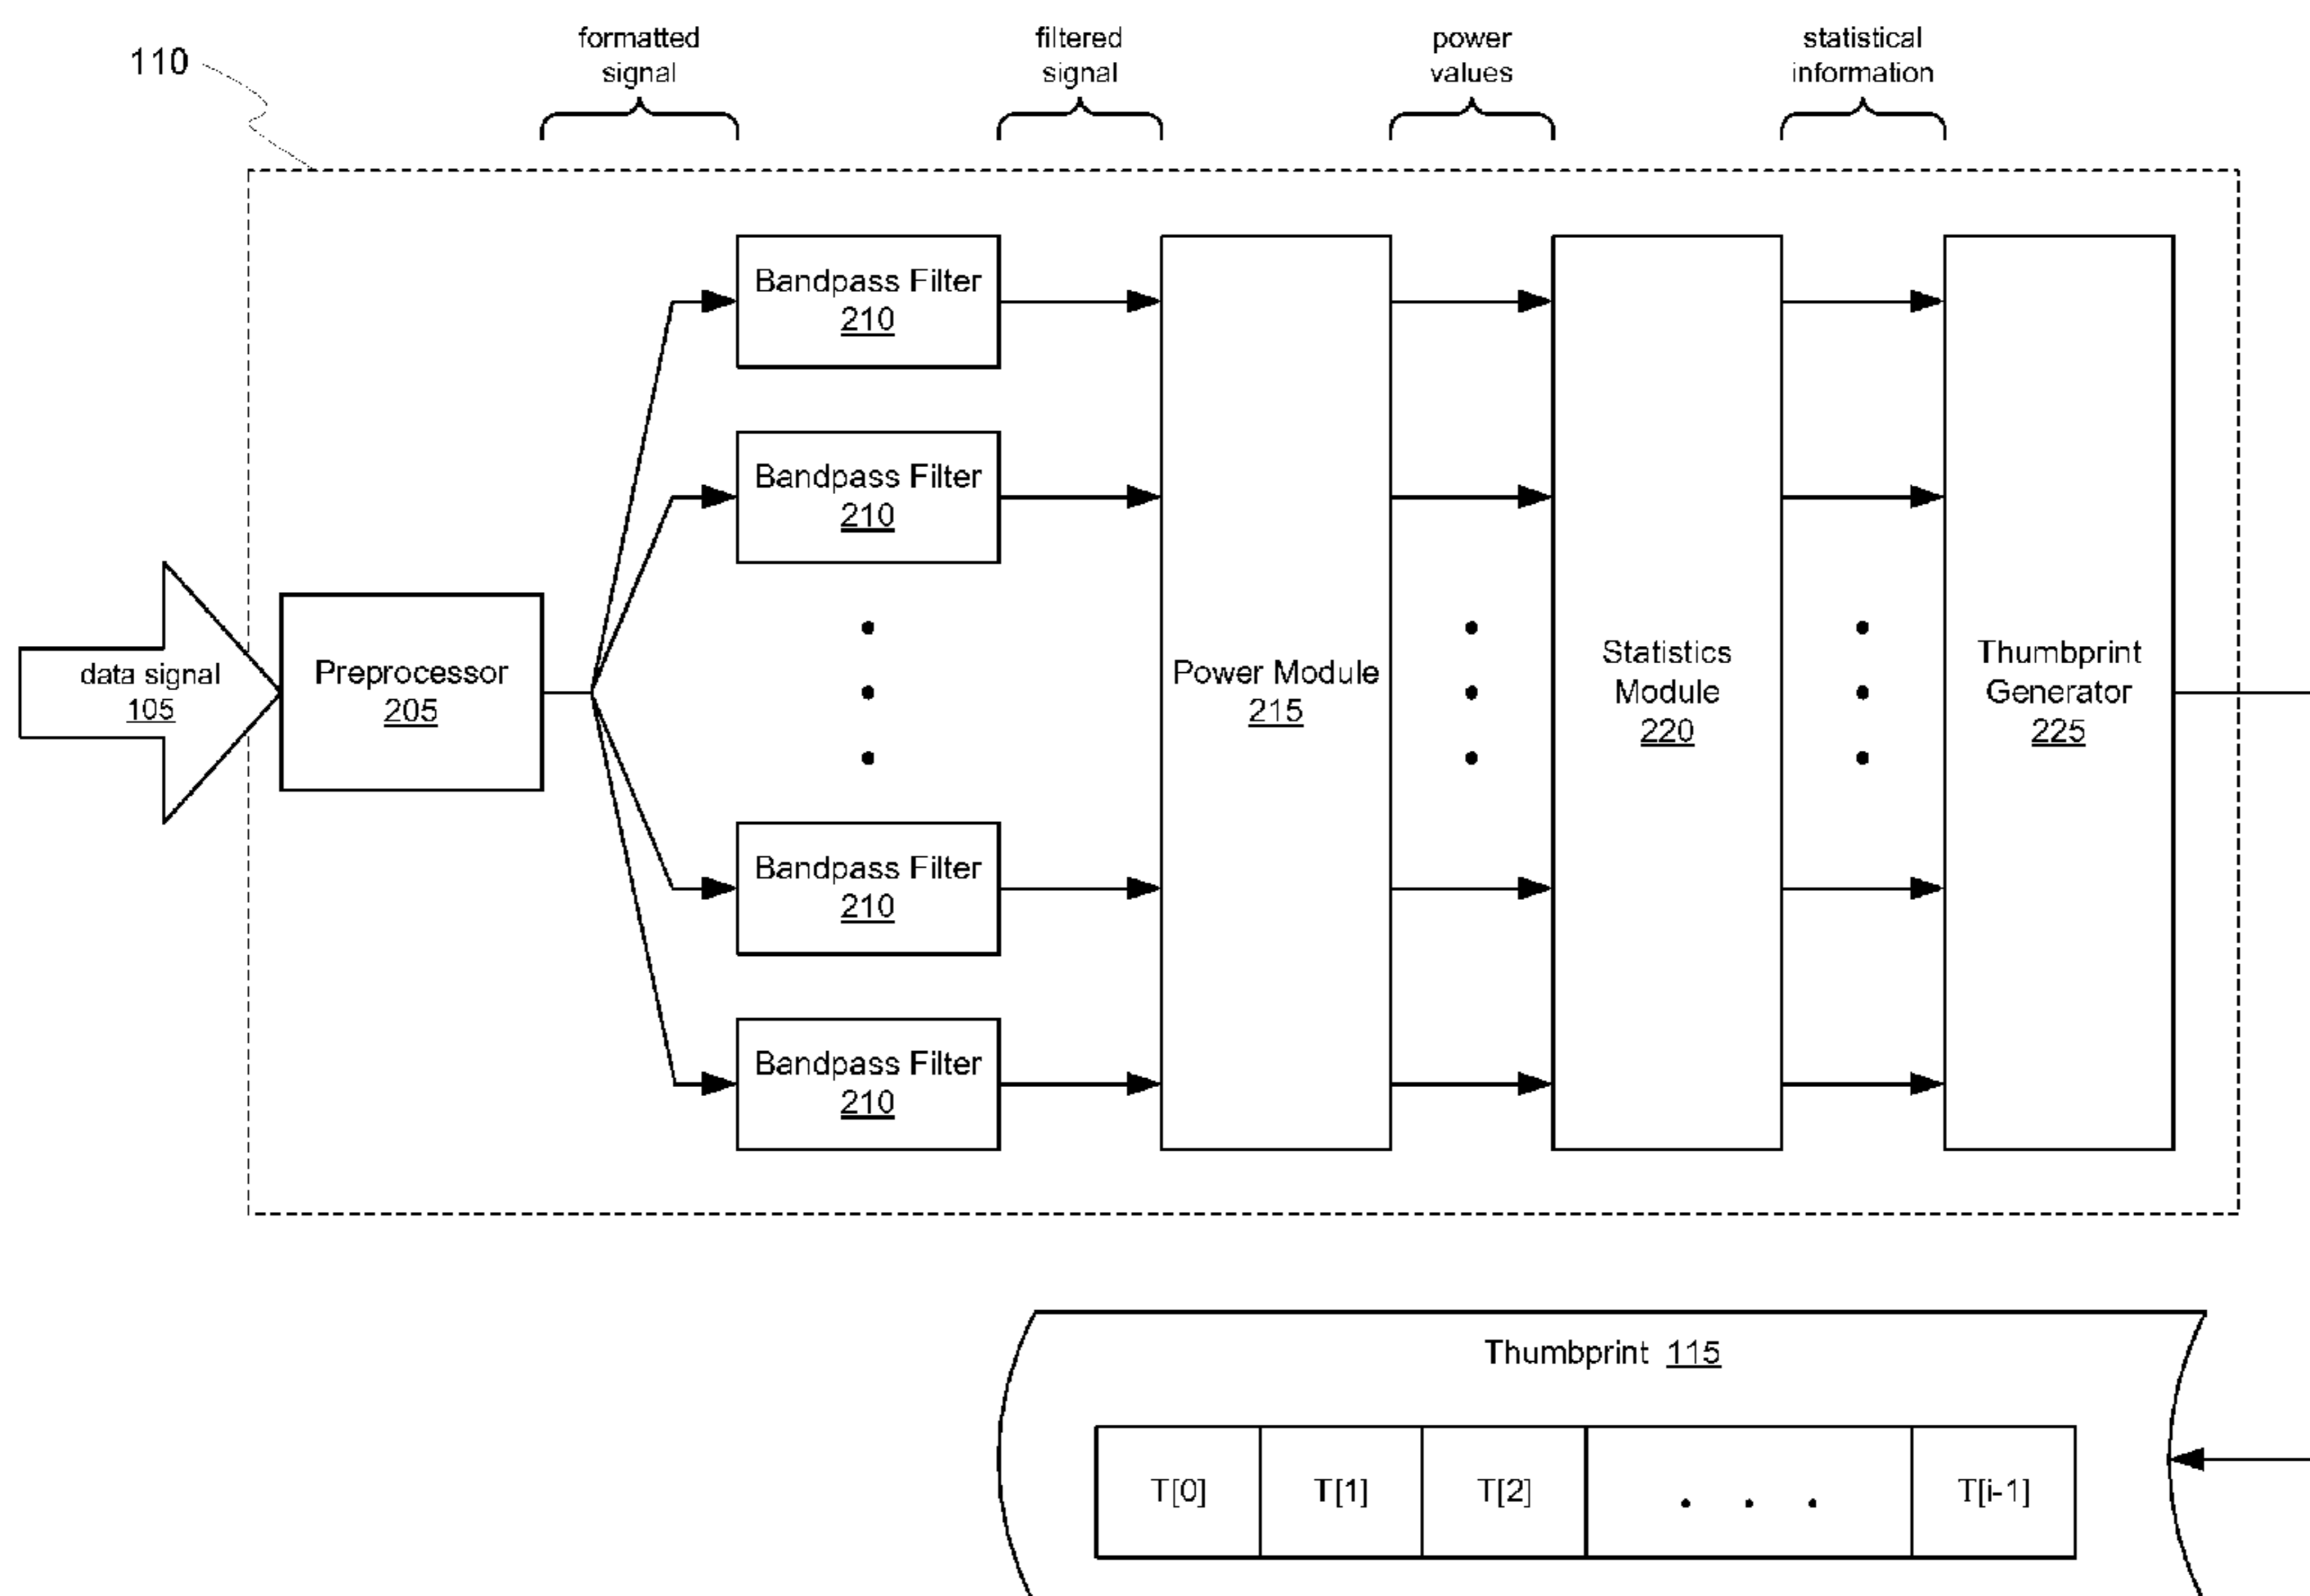 110
formatted
signal
filtered
signal
power
values
statistical
information
data signal
105
Preprocessor
205
Bandpass Filter
210
Bandpass Filter
210
Bandpass Filter
210
Bandpass Filter
210
Power Module
215
Statistics
Module
220
Thumbprint
Generator
225
Thumbprint 115
T[0]
T[1]
T[2]
. . .
T[i-1]